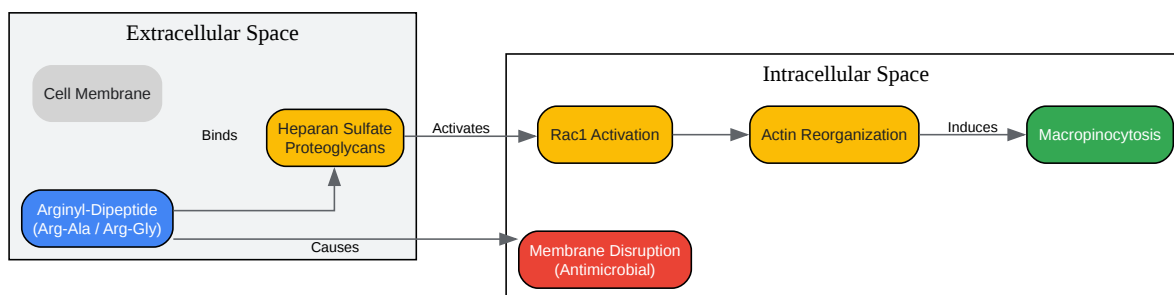 Extracellular Space
Cell Membrane
Binds
Heparan Sulfate
Proteoglycans
Arginyl-Dipeptide
(Arg-Ala / Arg-Gly)
Activates
Causes
Intracellular Space
Rac1 Activation
Actin Reorganization
Induces
Macropinocytosis
Membrane Disruption
(Antimicrobial)